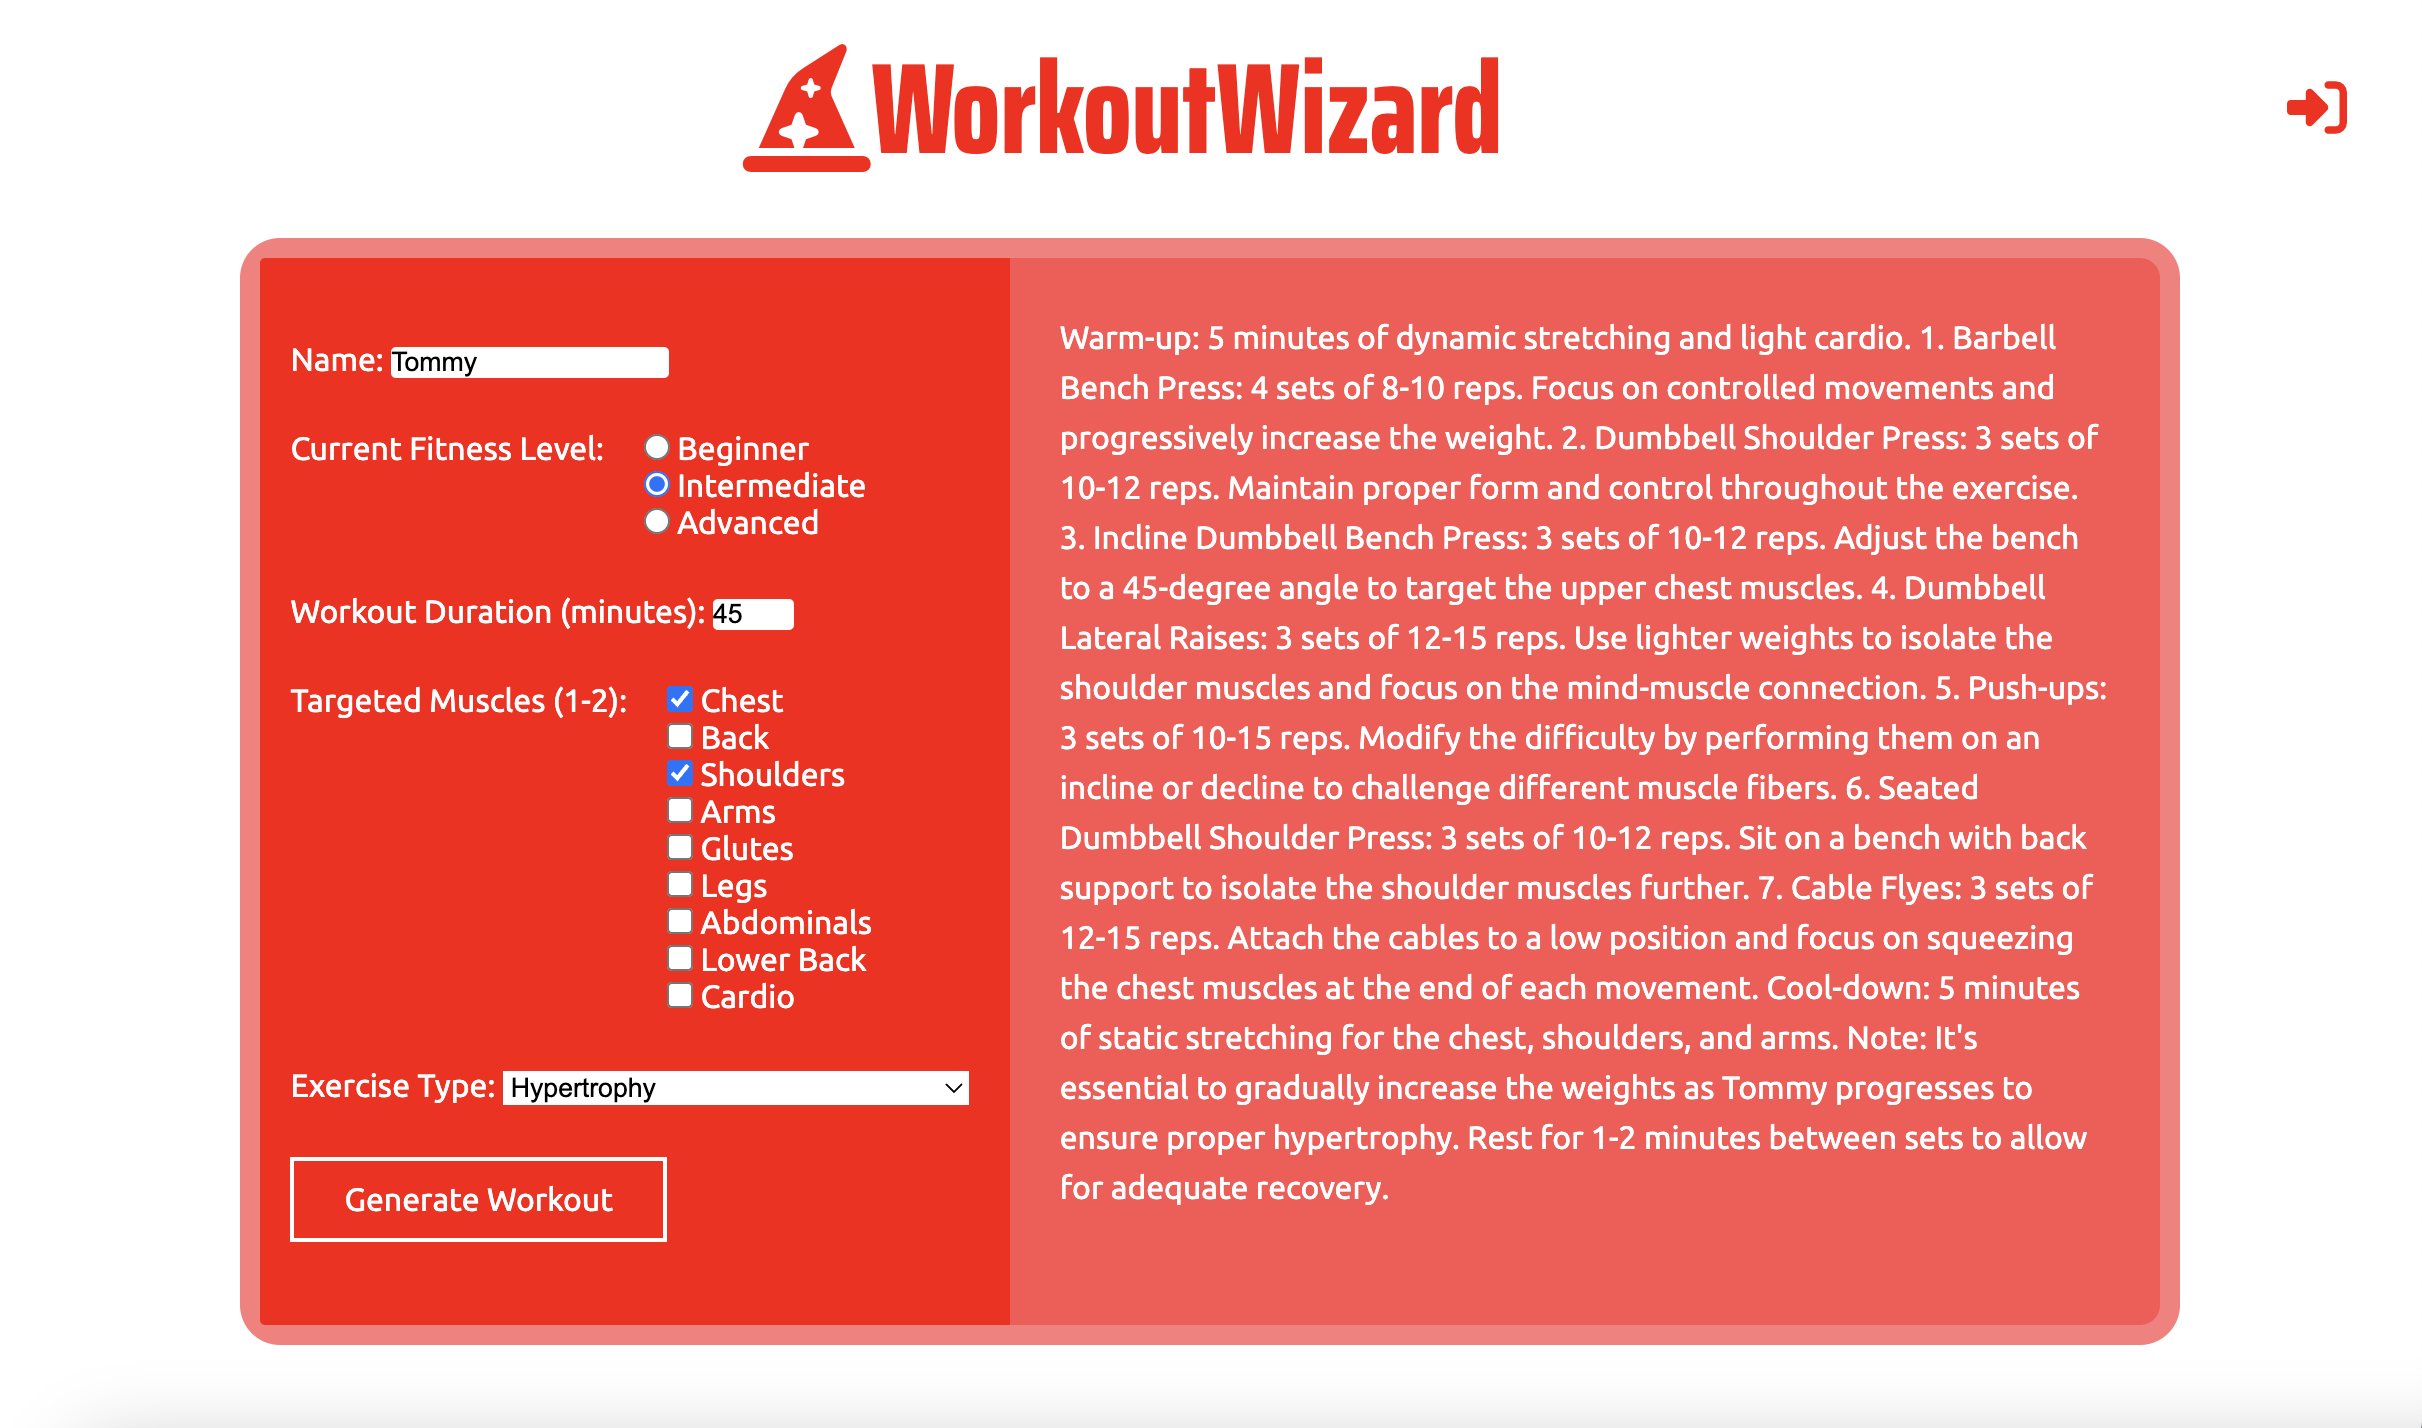 WorkoutWizard
Name: Tommy
Current Fitness Level:
Beginner
Intermediate
Advanced
Workout Duration (minutes): 45
Targeted Muscles (1-2):
Chest
Back
Shoulders
Arms
Glutes
Legs
Abdominals
Lower Back
Cardio
Exercise Type: Hypertrophy
Generate Workout
Warm-up: 5 minutes of dynamic stretching and light cardio. 1. Barbell
Bench Press: 4 sets of 8-10 reps. Focus on controlled movements and
progressively increase the weight. 2. Dumbbell Shoulder Press: 3 sets of
10-12 reps. Maintain proper form and control throughout the exercise.
3. Incline Dumbbell Bench Press: 3 sets of 10-12 reps. Adjust the bench
to a 45-degree angle to target the upper chest muscles. 4. Dumbbell
Lateral Raises: 3 sets of 12-15 reps. Use lighter weights to isolate the
shoulder muscles and focus on the mind-muscle connection. 5. Push-ups:
3 sets of 10-15 reps. Modify the difficulty by performing them on an
incline or decline to challenge different muscle fibers. 6. Seated
Dumbbell Shoulder Press: 3 sets of 10-12 reps. Sit on a bench with back
support to isolate the shoulder muscles further. 7. Cable Flyes: 3 sets of
12-15 reps. Attach the cables to a low position and focus on squeezing
the chest muscles at the end of each movement. Cool-down: 5 minutes
of static stretching for the chest, shoulders, and arms. Note: It's
essential to gradually increase the weights as Tommy progresses to
ensure proper hypertrophy. Rest for 1-2 minutes between sets to allow
for adequate recovery.